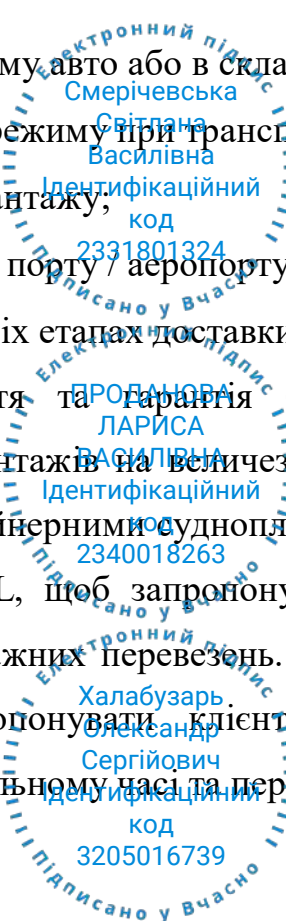 му авто або в скла
режиму при трансп
нтажу;
порту / аеропорту
іх етапах доставки
тя та гарантія
нтажів на величез
йнерними суднопл
L, щоб запропону
ажних перевезень.
опонувати клієнт
льному часі та пер
Електронний підпис
Смерічевська
Світлана
Василівна
Ідентифікаційний
код
2331801324
Підписано у Вчасно
Електронний підпис
ПРОДАНОВА
ЛАРИСА
ВАСИЛІВНА
Ідентифікаційний
код
2340018263
Підписано у Вчасно
Електронний підпис
Халабузарь
Олександр
Сергійович
Ідентифікаційний
код
3205016739
Підписано у Вчасно